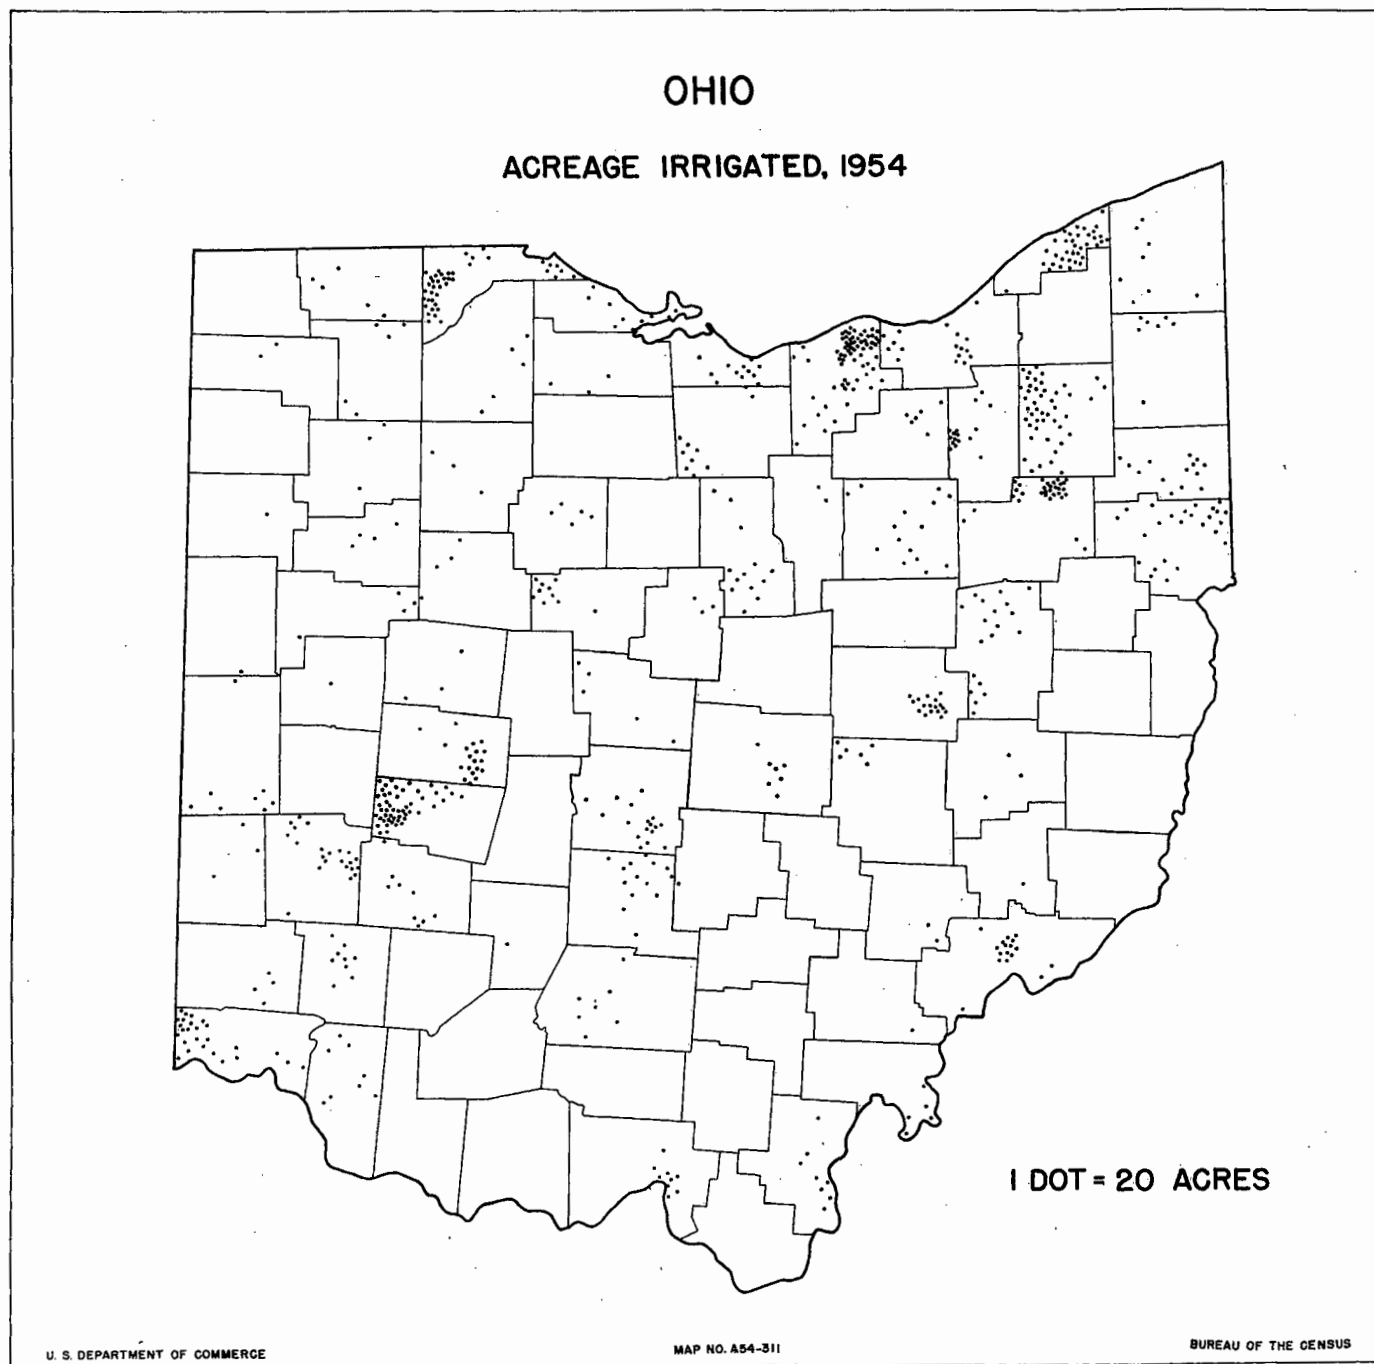 OHIO
ACREAGE IRRIGATED, 1954
1 DOT = 20 ACRES
U. S. DEPARTMENT OF COMMERCE
MAP NO. A54-311
BUREAU OF THE CENSUS